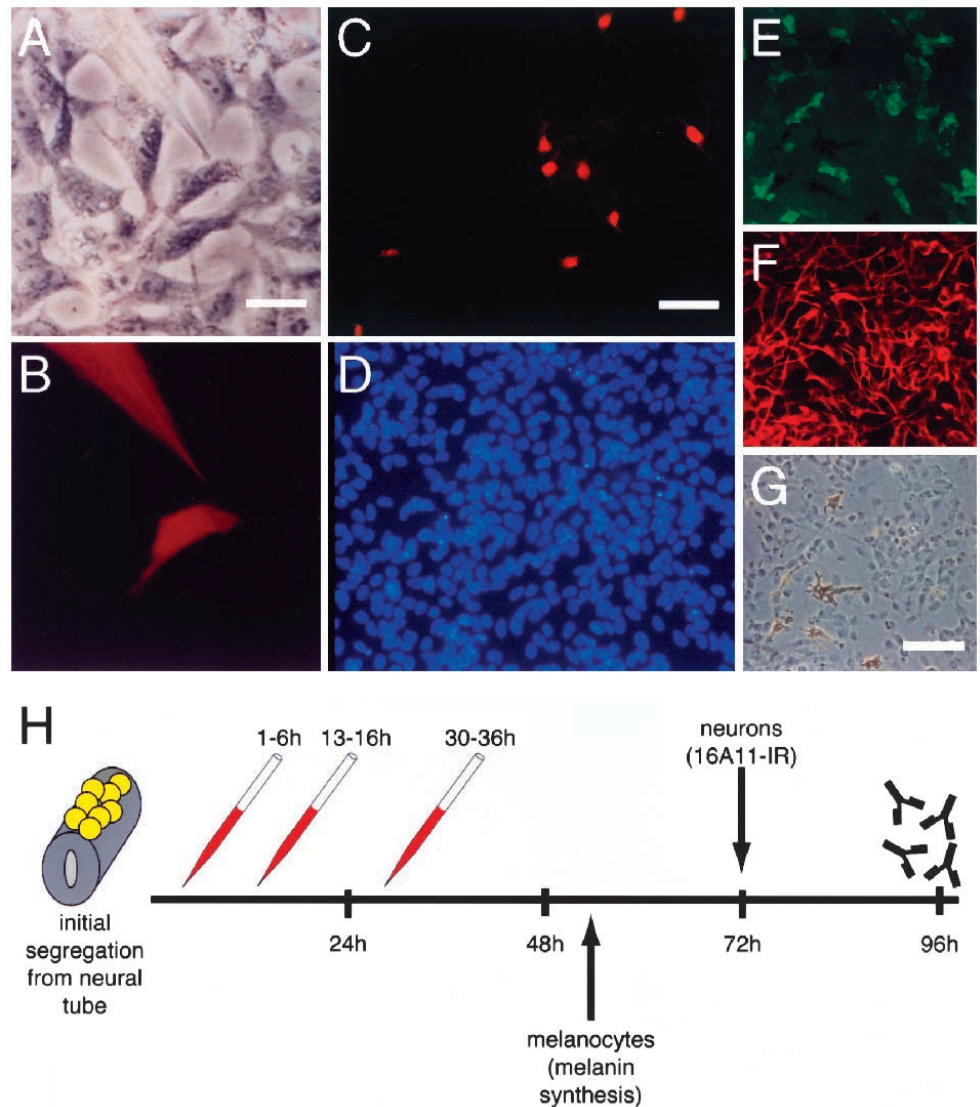 A
C
E
B
D
F
G
H
1-6h 13-16h 30-36h
neurons
(16A11-IR)
initial
segregation
from neural
tube
24h 48h 72h 96h
melanocytes
(melanin
synthesis)